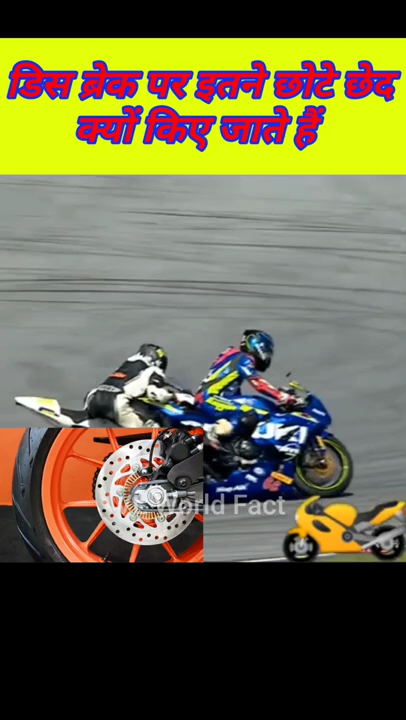 डिस ब्रेक पर इतने छोटे छेद
क्यों किए जाते हैं
World Fact